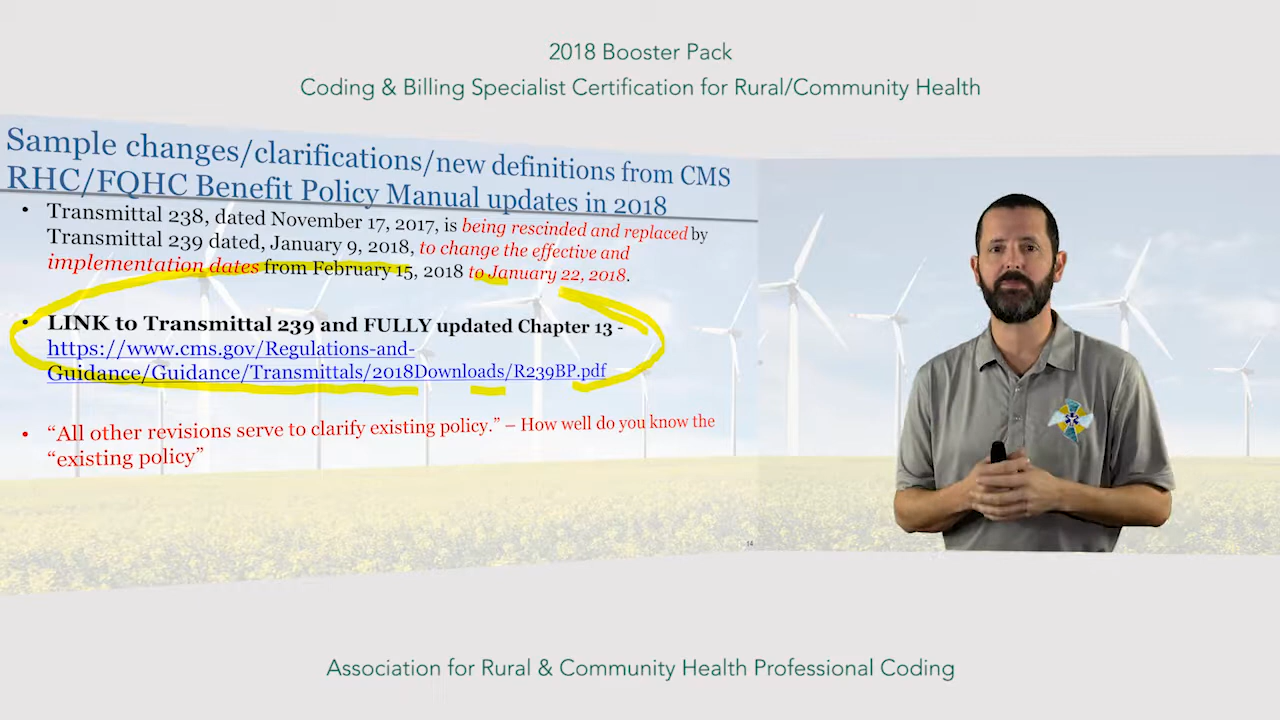 2018 Booster Pack
Coding & Billing Specialist Certification for Rural/Community Health
Sample changes/clarifications/new definitions from CMS
RHC/FQHC Benefit Policy Manual updates in 2018
• Transmittal 238, dated November 17, 2017, is being rescinded and replaced by
Transmittal 239 dated, January 9, 2018, to change the effective and
implementation dates from February 15, 2018 to January 22, 2018.
• LINK to Transmittal 239 and FULLY updated Chapter 13 -
https://www.cms.gov/Regulations-and-
Guidance/Guidance/Transmittals/2018Downloads/R239BP.pdf
• “All other revisions serve to clarify existing policy.” – How well do you know the
“existing policy”
14
Association for Rural & Community Health Professional Coding